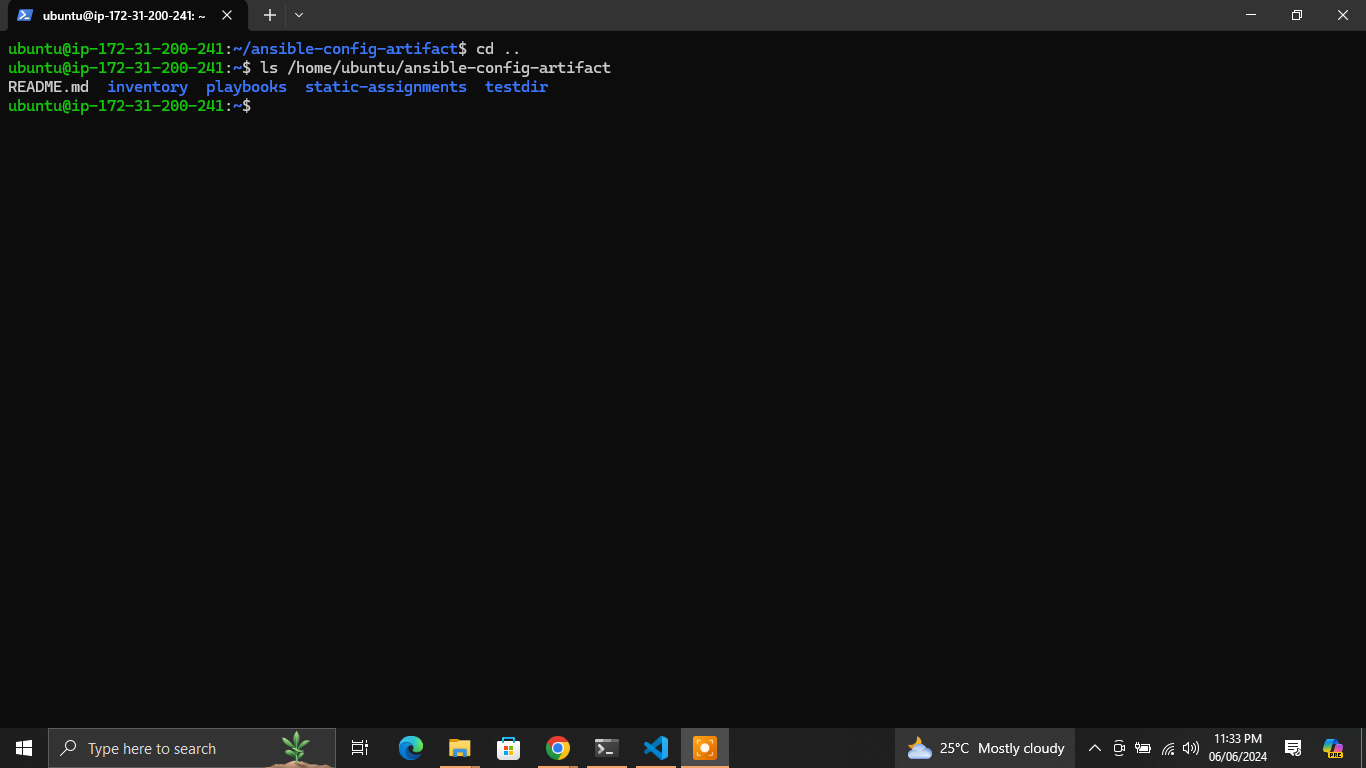 ubuntu@ip-172-31-200-241: ~
ubuntu@ip-172-31-200-241:~/ansible-config-artifact$ cd ..
ubuntu@ip-172-31-200-241:~$ ls /home/ubuntu/ansible-config-artifact
README.md  inventory  playbooks  static-assignments  testdir
ubuntu@ip-172-31-200-241:~$
Type here to search
25°C Mostly cloudy
11:33 PM
06/06/2024
PRE